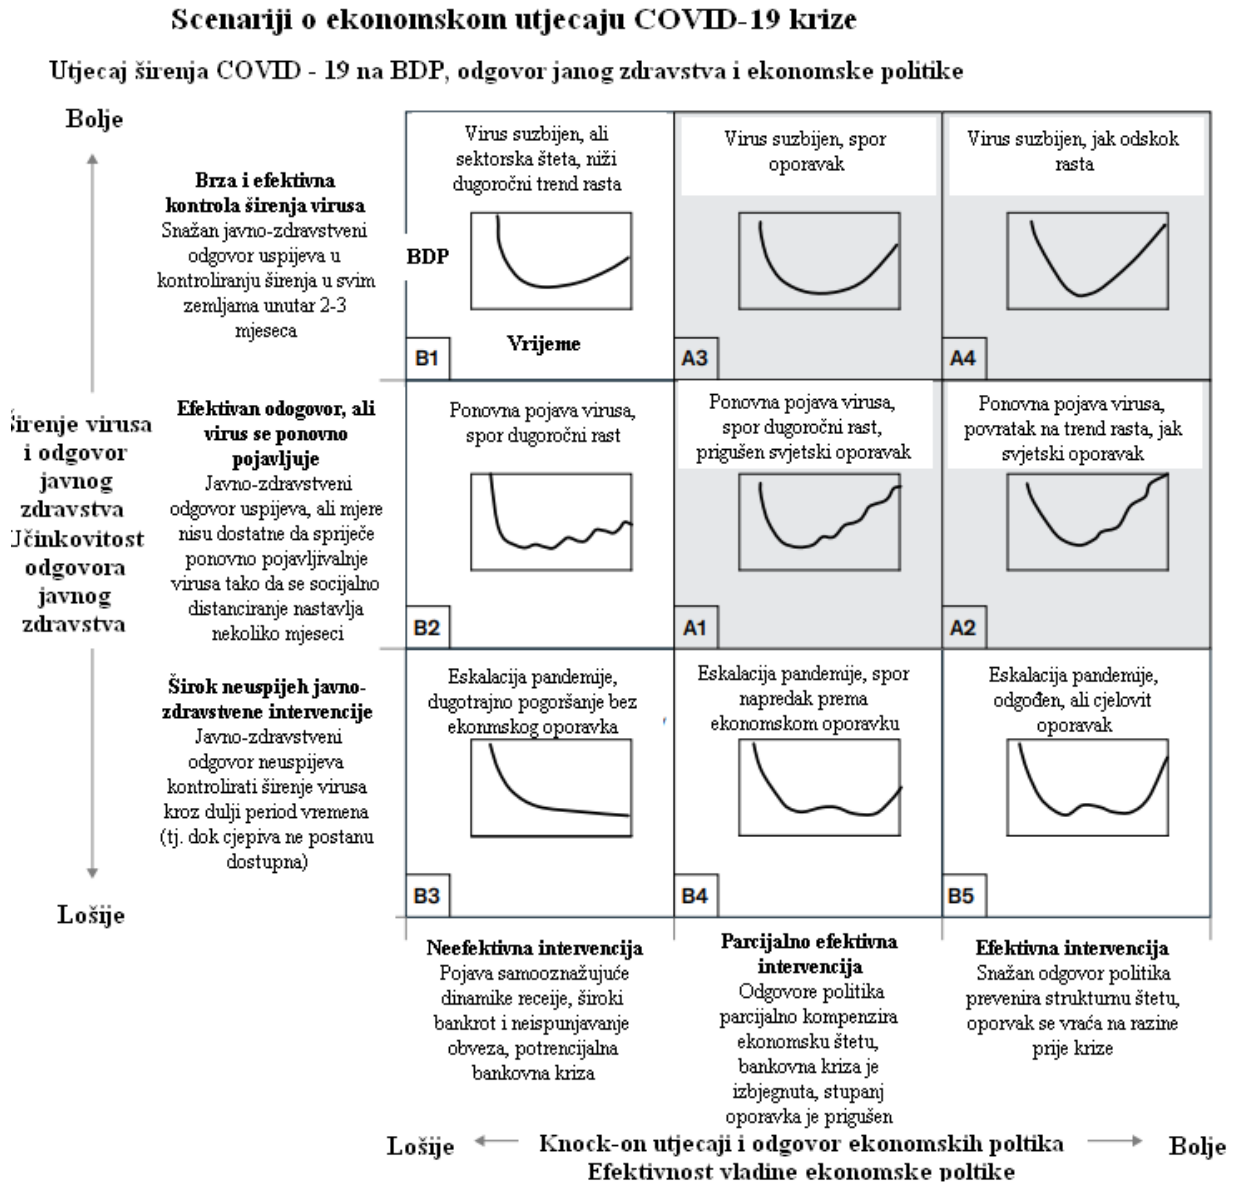 Scenariji o ekonomskom utjecaju COVID-19 krize
Utjecaj širenja COVID - 19 na BDP, odgovor janog zdravstva i ekonomske politike
Bolje
širenje virusa
i odgovor
javnog
zdravstva
Učinkovitost
odgovora
javnog
zdravstva
Lošije
Brza i efektivna
kontrola širenja virusa
Snažan javno-zdravstveni
odgovor uspijeva u
kontroliranju širenja u svim
zemljama unutar 2-3
mjeseca
Virus suzbijen, ali
sektorska šteta, niži
dugoročni trend rasta
BDP
Vrijeme
B1
Virus suzbijen, spor
oporavak
A3
Virus suzbijen, jak odskok
rasta
A4
Efektivan odogovor, ali
virus se ponovno
pojavljuje
Javno-zdravstveni
odgovor uspijeva, ali mjere
nisu dostatne da spriječe
ponovno pojavljivalnje
virusa tako da se socijalno
distanciranje nastavlja
nekoliko mjeseci
Ponovna pojava virusa,
spor dugoročni rast
B2
Ponovna pojava virusa,
spor dugoročni rast,
prigušen svjetski oporavak
A1
Ponovna pojava virusa,
povratak na trend rasta, jak
svjetski oporavak
A2
Širok neuspijeh javno-
zdravstvene intervencije
Javno-zdravstveni
odgovor neuspijeva
kontrolirati širenje virusa
kroz dulji period vremena
(tj. dok cjepiva ne postanu
dostupna)
Eskalacija pandemije,
dugotrajno pogoršanje bez
ekonmskog oporavka
B3
Eskalacija pandemije, spor
napredak prema
ekonomskom oporavku
B4
Eskalacija pandemije,
odgođen, ali cjelovit
oporavak
B5
Neefektivna intervencija
Pojava samooznažujuće
dinamike receije, široki
bankrot i neispunjavanje
obveza, potrencijalna
bankovna kriza
Parcijalno efektivna
intervencija
Odgovore politika
parcijalno kompenzira
ekonomsku štetu,
bankovna kriza je
izbjegnuta, stupanj
oporavka je prigušen
Efektivna intervencija
Snažan odgovor politika
prevenira strukturnu štetu,
oporvak se vraća na razine
prije krize
Lošije
Knock-on utjecaji i odgovor ekonomskih poltika
Efektivnost vladine ekonomske poltike
Bolje